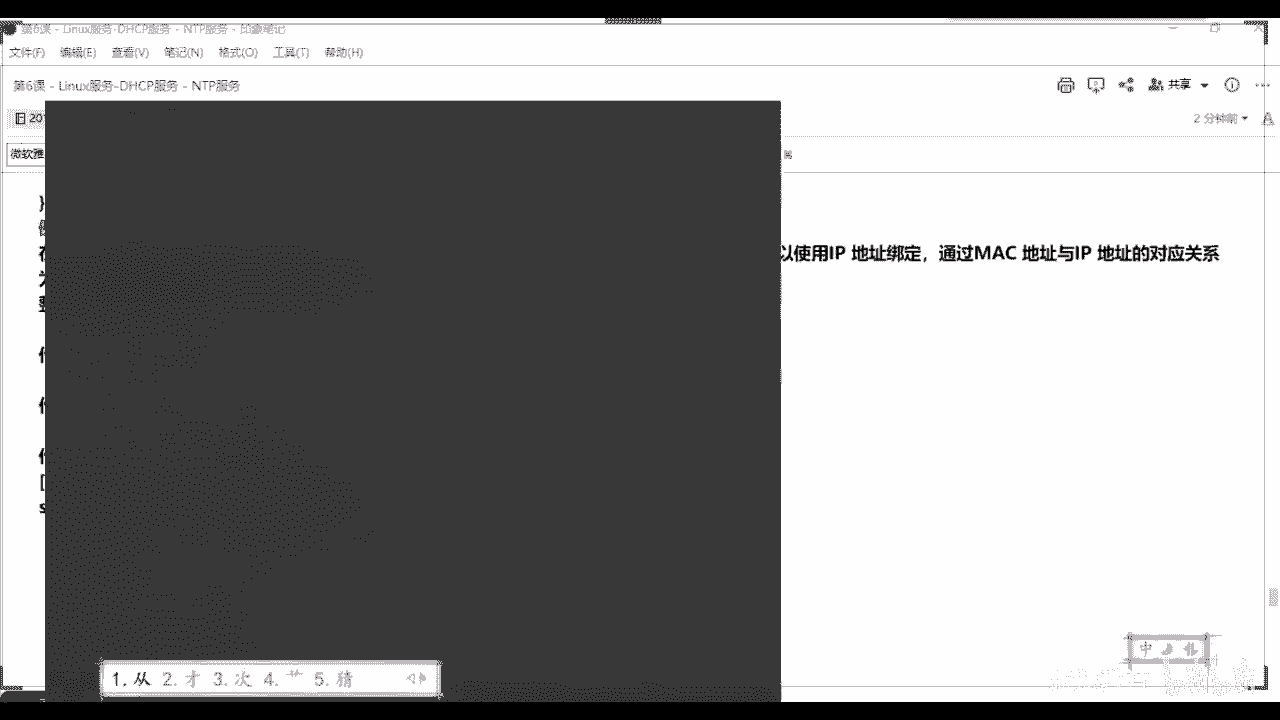 第6课 - Linux服务-DHCP服务 - NTP服务 - 印象笔记
文件(F) 编辑(E) 查看(V) 笔记(N) 格式(O) 工具(T) 帮助(H)
第6课 - Linux服务-DHCP服务 - NTP服务
共享
20
2 分钟前
微软雅
}
以使用IP 地址绑定，通过MAC 地址与IP 地址的对应关系
[
s
1. 从 2. 才 3. 次 4. 艹 5. 猜
中